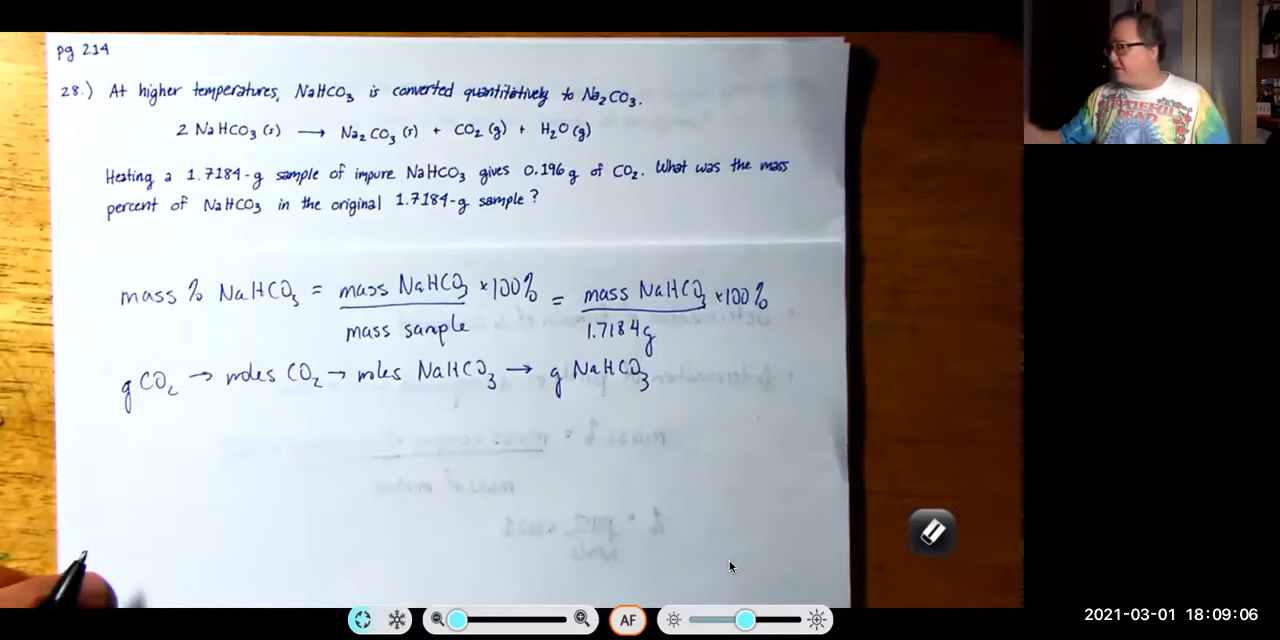 pg 214
28.) At higher temperatures, NaHCO₃ is converted quantitatively to Na₂CO₃.
2 NaHCO₃ (s) → Na₂CO₃ (s) + CO₂ (g) + H₂O (g)
Heating a 1.7184-g sample of impure NaHCO₃ gives 0.196 g of CO₂. What was the mass
percent of NaHCO₃ in the original 1.7184-g sample?
mass % NaHCO₃ = mass NaHCO₃ × 100% = mass NaHCO₃ × 100%
mass sample 1.7184g
g CO₂ → moles CO₂ → moles NaHCO₃ → g NaHCO₃
GRATEFUL
DEAD
AF
2021-03-01 18:09:06